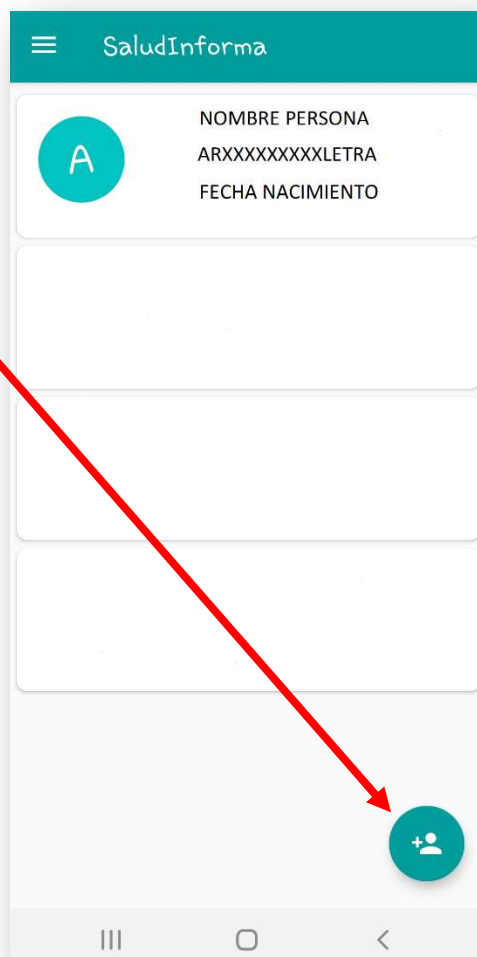 SaludInforma
A
NOMBRE PERSONA
ARXXXXXXXXXLETRA
FECHA NACIMIENTO